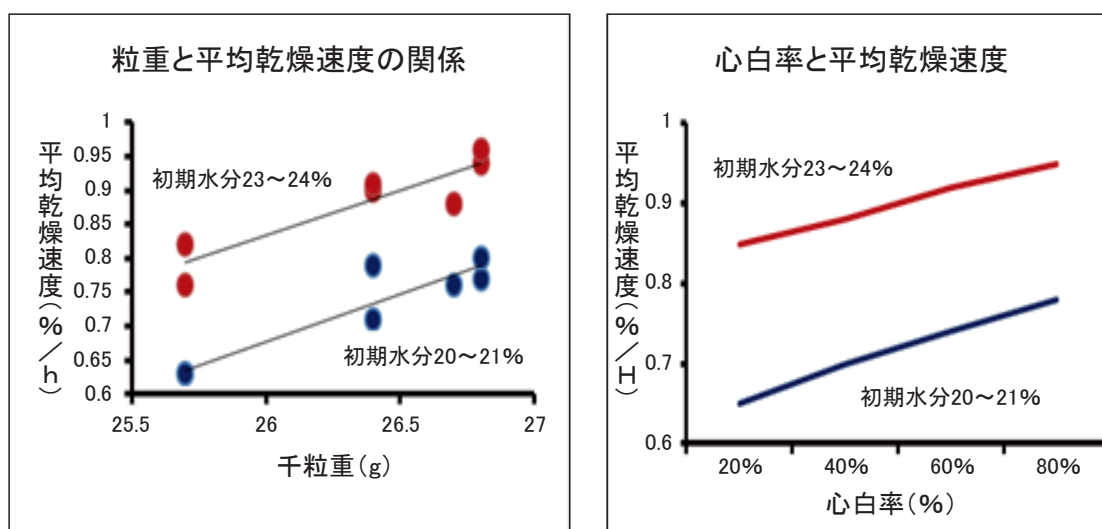 粒重と平均乾燥速度の関係
平均乾燥速度(%/h)
1
0.95
0.9
0.85
0.8
0.75
0.7
0.65
0.6
初期水分23~24%
初期水分20~21%
25.5 26 26.5 27
千粒重(g)
心白率と平均乾燥速度
平均乾燥速度(%/H)
1
0.9
0.8
0.7
0.6
初期水分23~24%
初期水分20~21%
20% 40% 60% 80%
心白率(%)